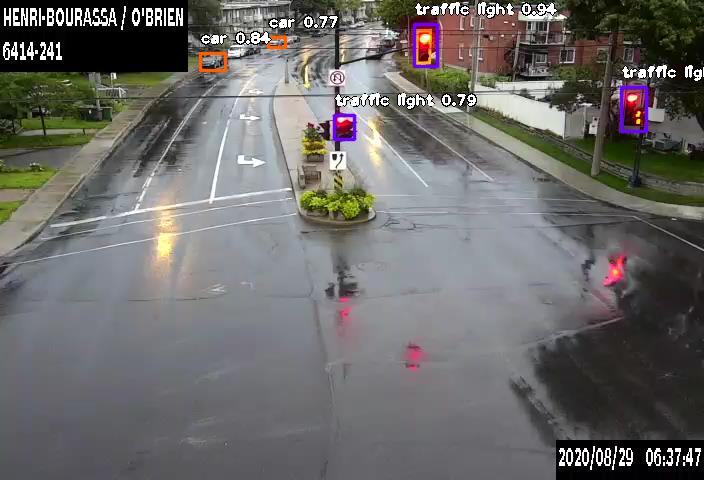 HENRI-BOURASSA / O'BRIEN
6414-241
car 0.84
car 0.77
traffic light 0.94
traffic light 0.79
traffic
2020/08/29 06:37:47